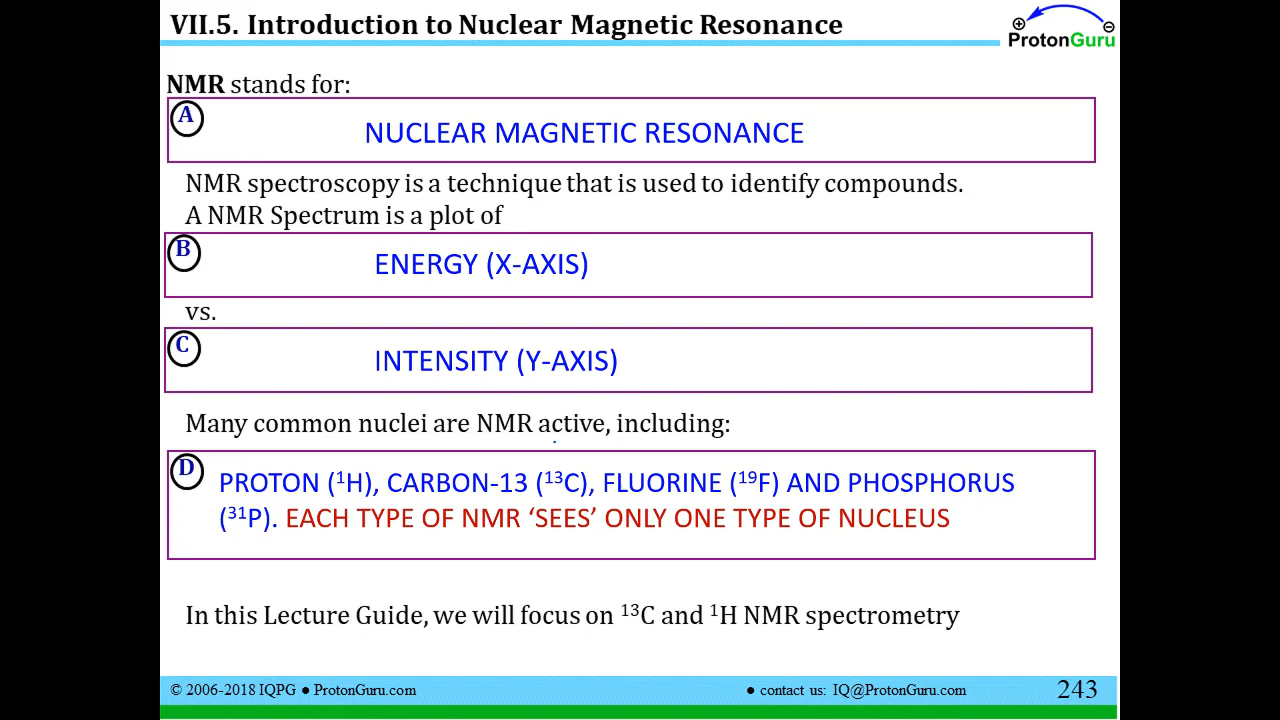 VII.5. Introduction to Nuclear Magnetic Resonance
⊕ ⊖
ProtonGuru
NMR stands for:
A
NUCLEAR MAGNETIC RESONANCE
NMR spectroscopy is a technique that is used to identify compounds.
A NMR Spectrum is a plot of
B
ENERGY (X-AXIS)
vs.
C
INTENSITY (Y-AXIS)
Many common nuclei are NMR active, including:
D
PROTON (¹H), CARBON-13 (¹³C), FLUORINE (¹⁹F) AND PHOSPHORUS
(³¹P). EACH TYPE OF NMR ‘SEES’ ONLY ONE TYPE OF NUCLEUS
In this Lecture Guide, we will focus on ¹³C and ¹H NMR spectrometry
© 2006-2018 IQPG ● ProtonGuru.com
● contact us: IQ@ProtonGuru.com
243